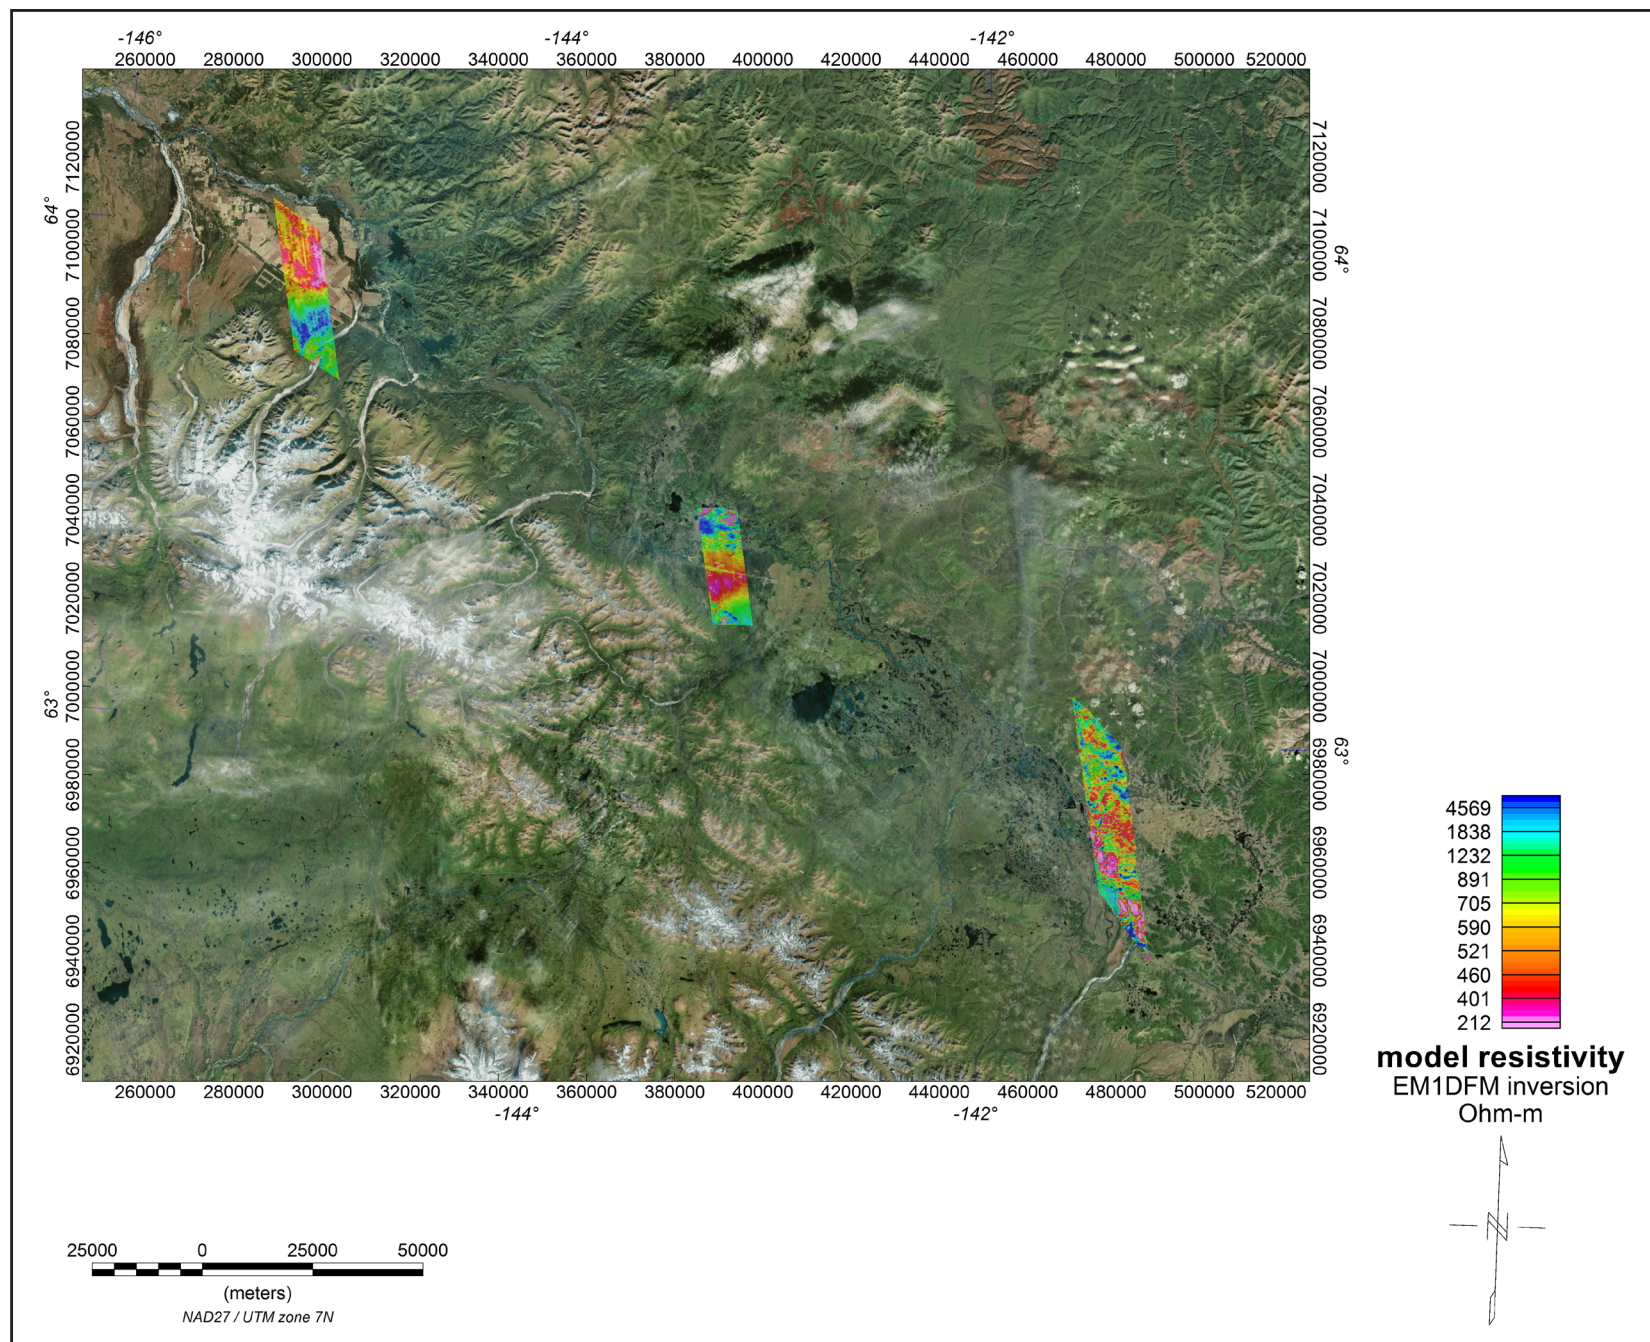 -146° -144° -142°
260000 280000 300000 320000 340000 360000 380000 400000 420000 440000 460000 480000 500000 520000
7120000 7100000 7080000 7060000 7040000 7020000 7000000 6980000 6960000 6940000 6920000
64° 63°
7120000 7100000 7080000 7060000 7040000 7020000 7000000 6980000 6960000 6940000 6920000
64° 63°
260000 280000 300000 320000 340000 360000 380000 400000 420000 440000 460000 480000 500000 520000
-144° -142°
4569
1838
1232
891
705
590
521
460
401
212
model resistivity
EM1DFM inversion
Ohm-m
N
25000 0 25000 50000
(meters)
NAD27 / UTM zone 7N